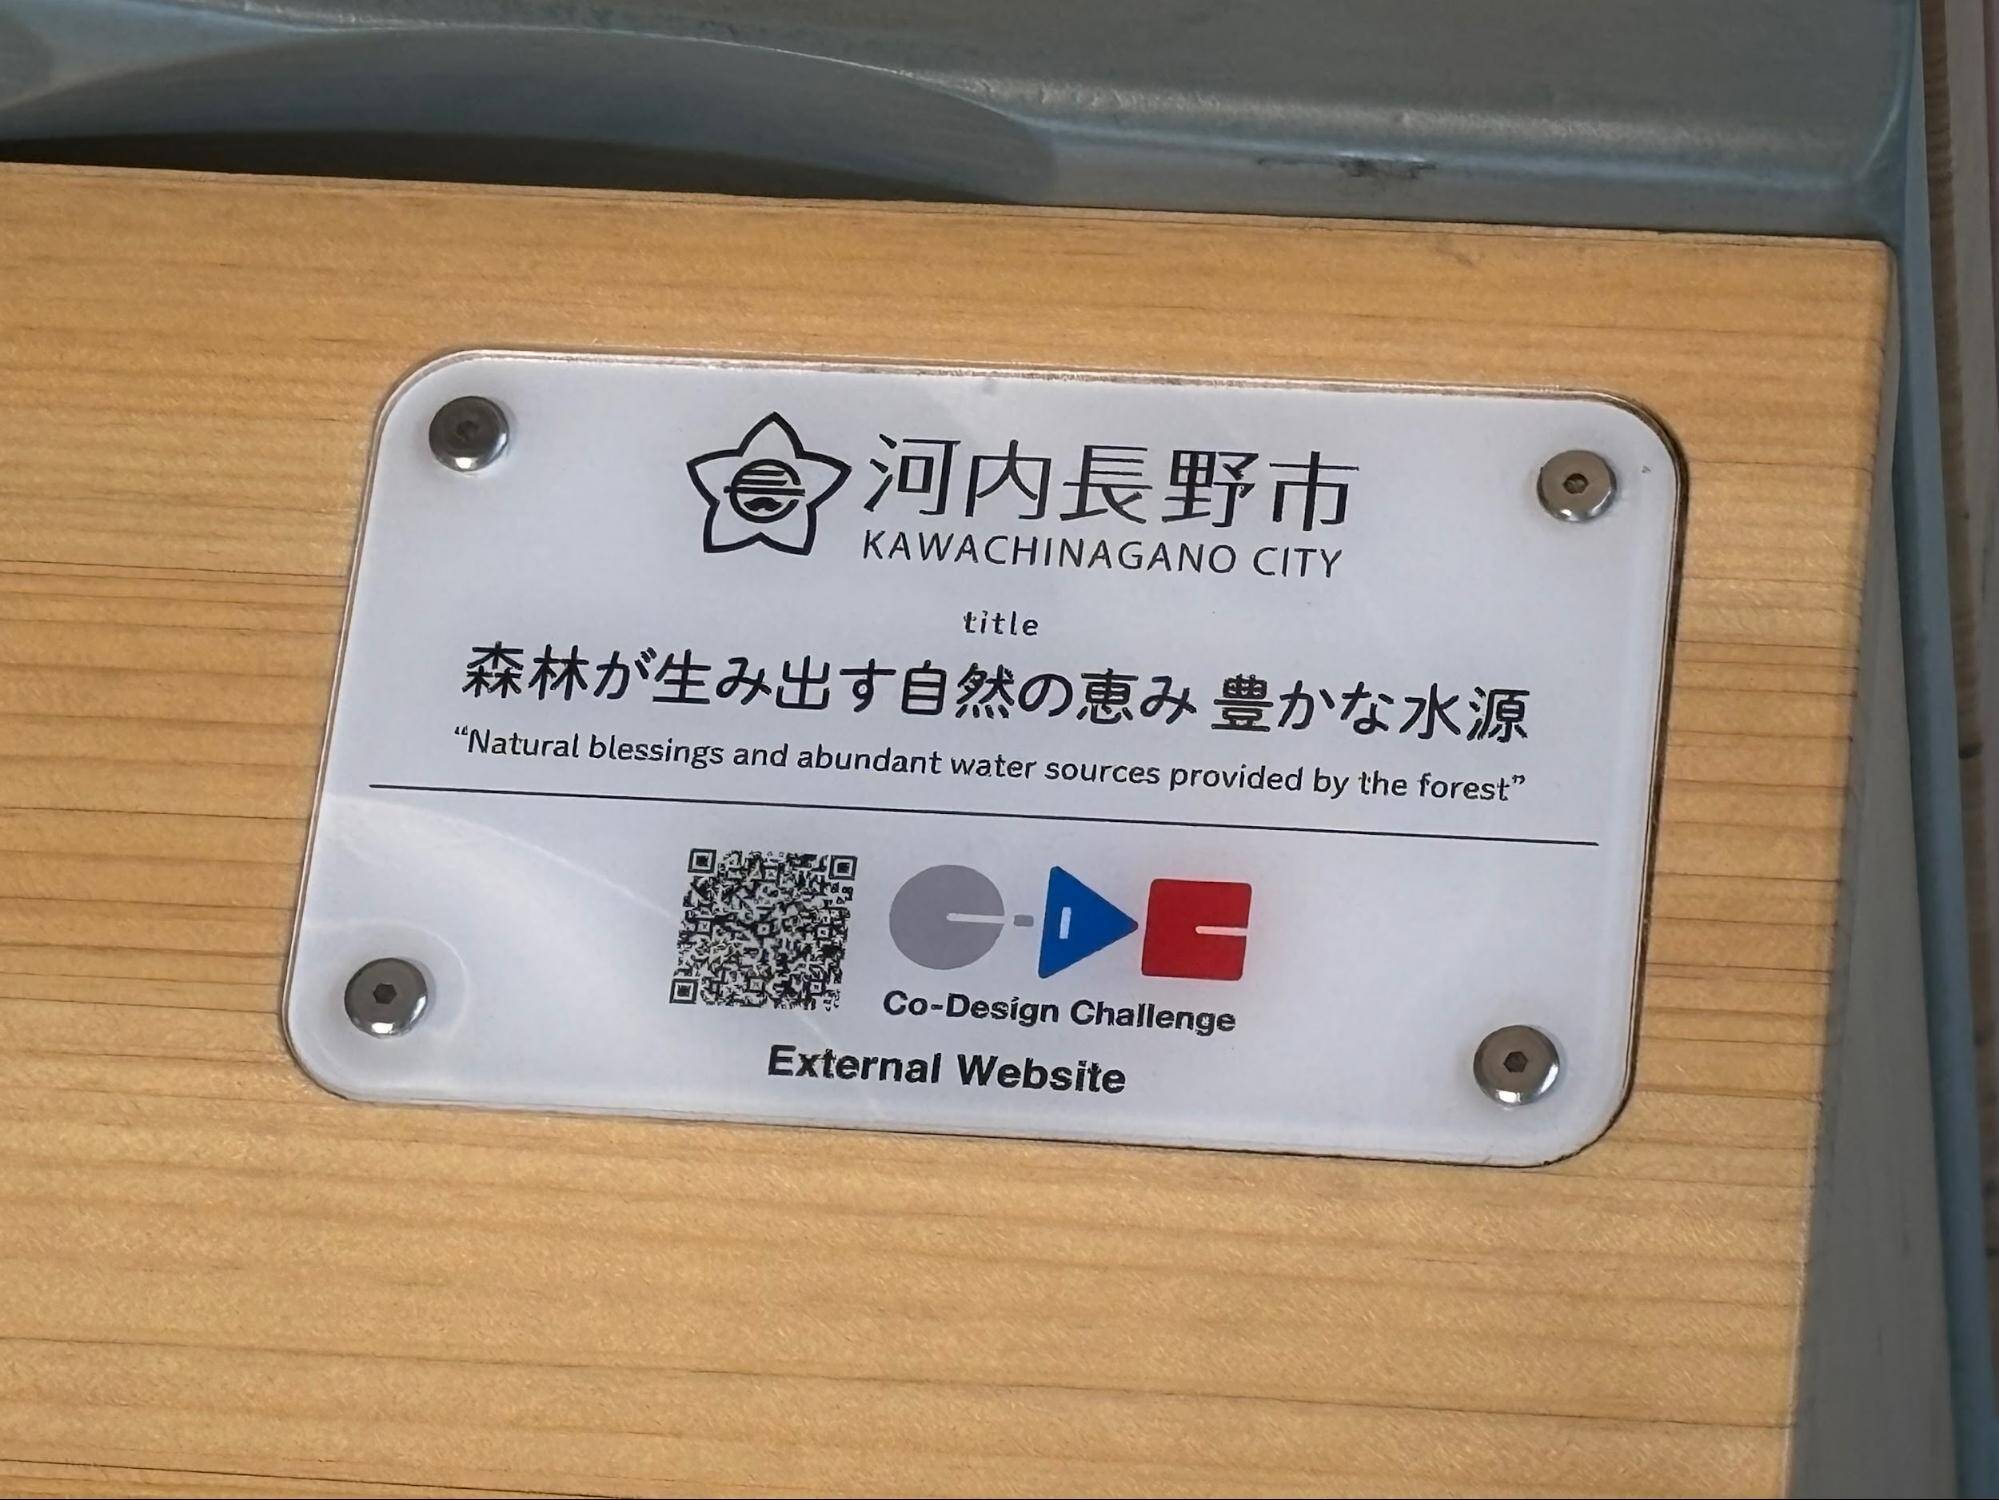 河内長野市
KAWACHINAGANO CITY
title
森林が生み出す自然の恵み 豊かな水源
“Natural blessings and abundant water sources provided by the forest”
Co-Design Challenge
External Website